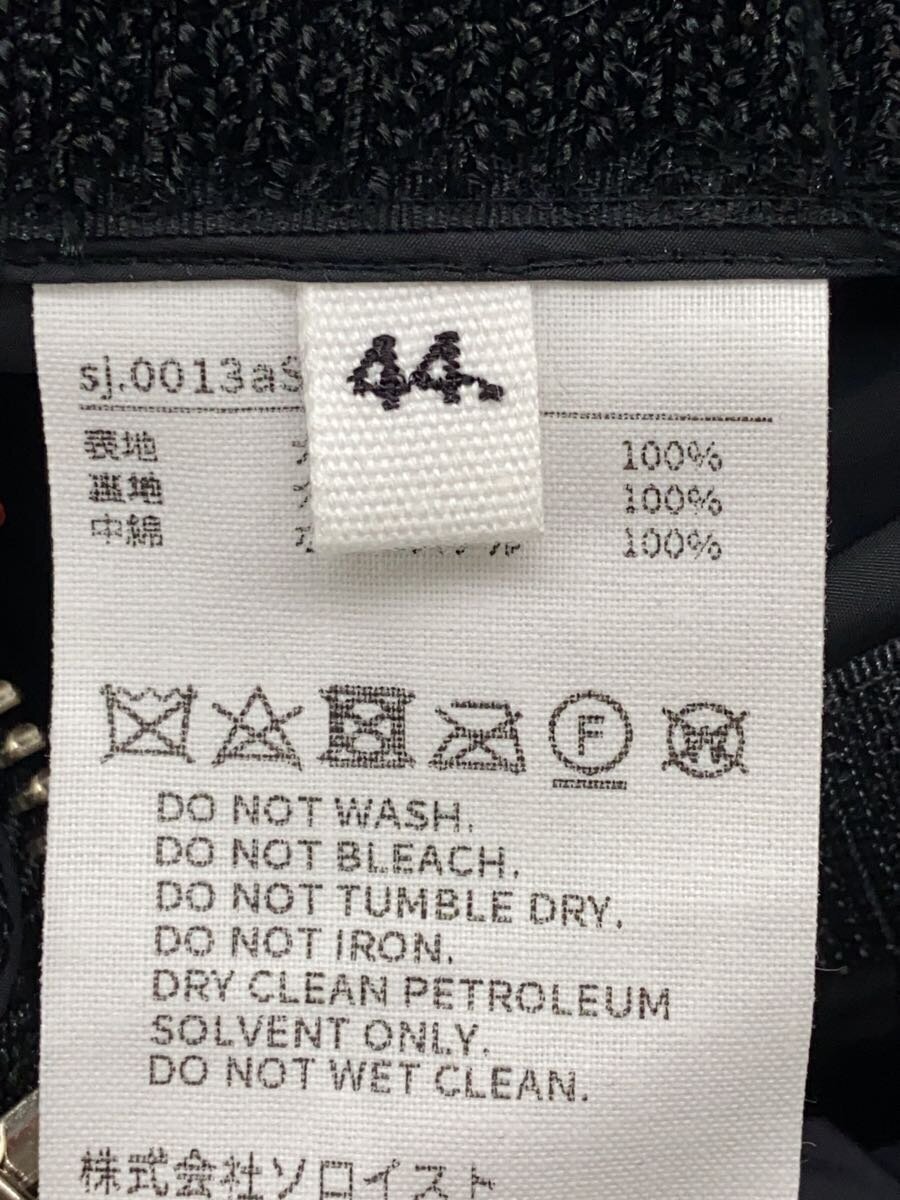 44.
sj.0013aS
表地 100%
裏地 100%
中綿 100%
F
W
DO NOT WASH.
DO NOT BLEACH.
DO NOT TUMBLE DRY.
DO NOT IRON.
DRY CLEAN PETROLEUM
SOLVENT ONLY.
DO NOT WET CLEAN.
株式会社ソロイスト